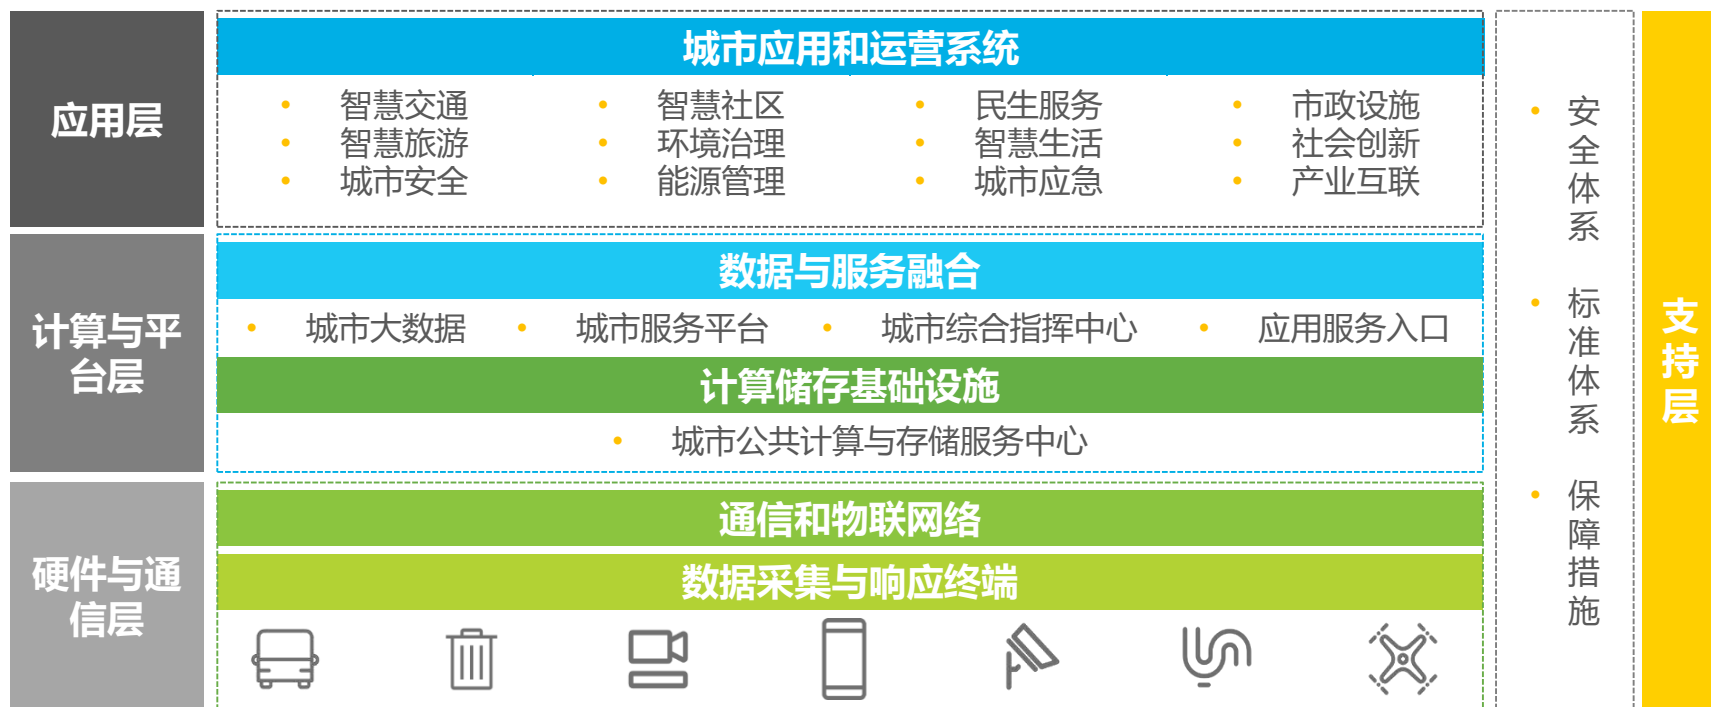 应用层
城市应用和运营系统
• 智慧交通 • 智慧社区 • 民生服务 • 市政设施
• 智慧旅游 • 环境治理 • 智慧生活 • 社会创新
• 城市安全 • 能源管理 • 城市应急 • 产业互联
计算与平
台层
数据与服务融合
• 城市大数据 • 城市服务平台 • 城市综合指挥中心 • 应用服务入口
计算储存基础设施
• 城市公共计算与存储服务中心
硬件与通
信层
通信和物联网络
数据采集与响应终端
• 安全体系
• 标准体系
• 保障措施
支持层